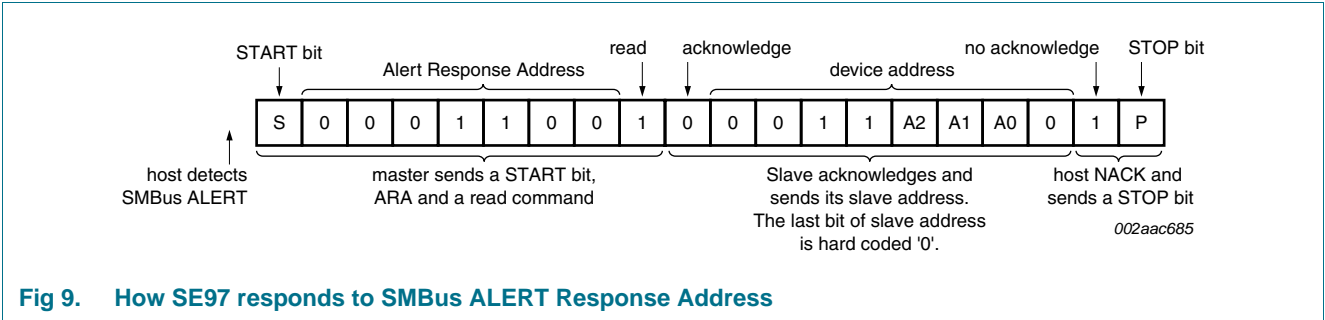 START bit
read
acknowledge
no acknowledge
STOP bit
Alert Response Address
device address
S 0 0 0 1 1 0 0 1 0 0 0 1 1 A2 A1 A0 0 1 P
host detects
SMBus ALERT
master sends a START bit,
ARA and a read command
Slave acknowledges and
sends its slave address.
The last bit of slave address
is hard coded '0'.
host NACK and
sends a STOP bit
002aac685
Fig 9. How SE97 responds to SMBus ALERT Response Address